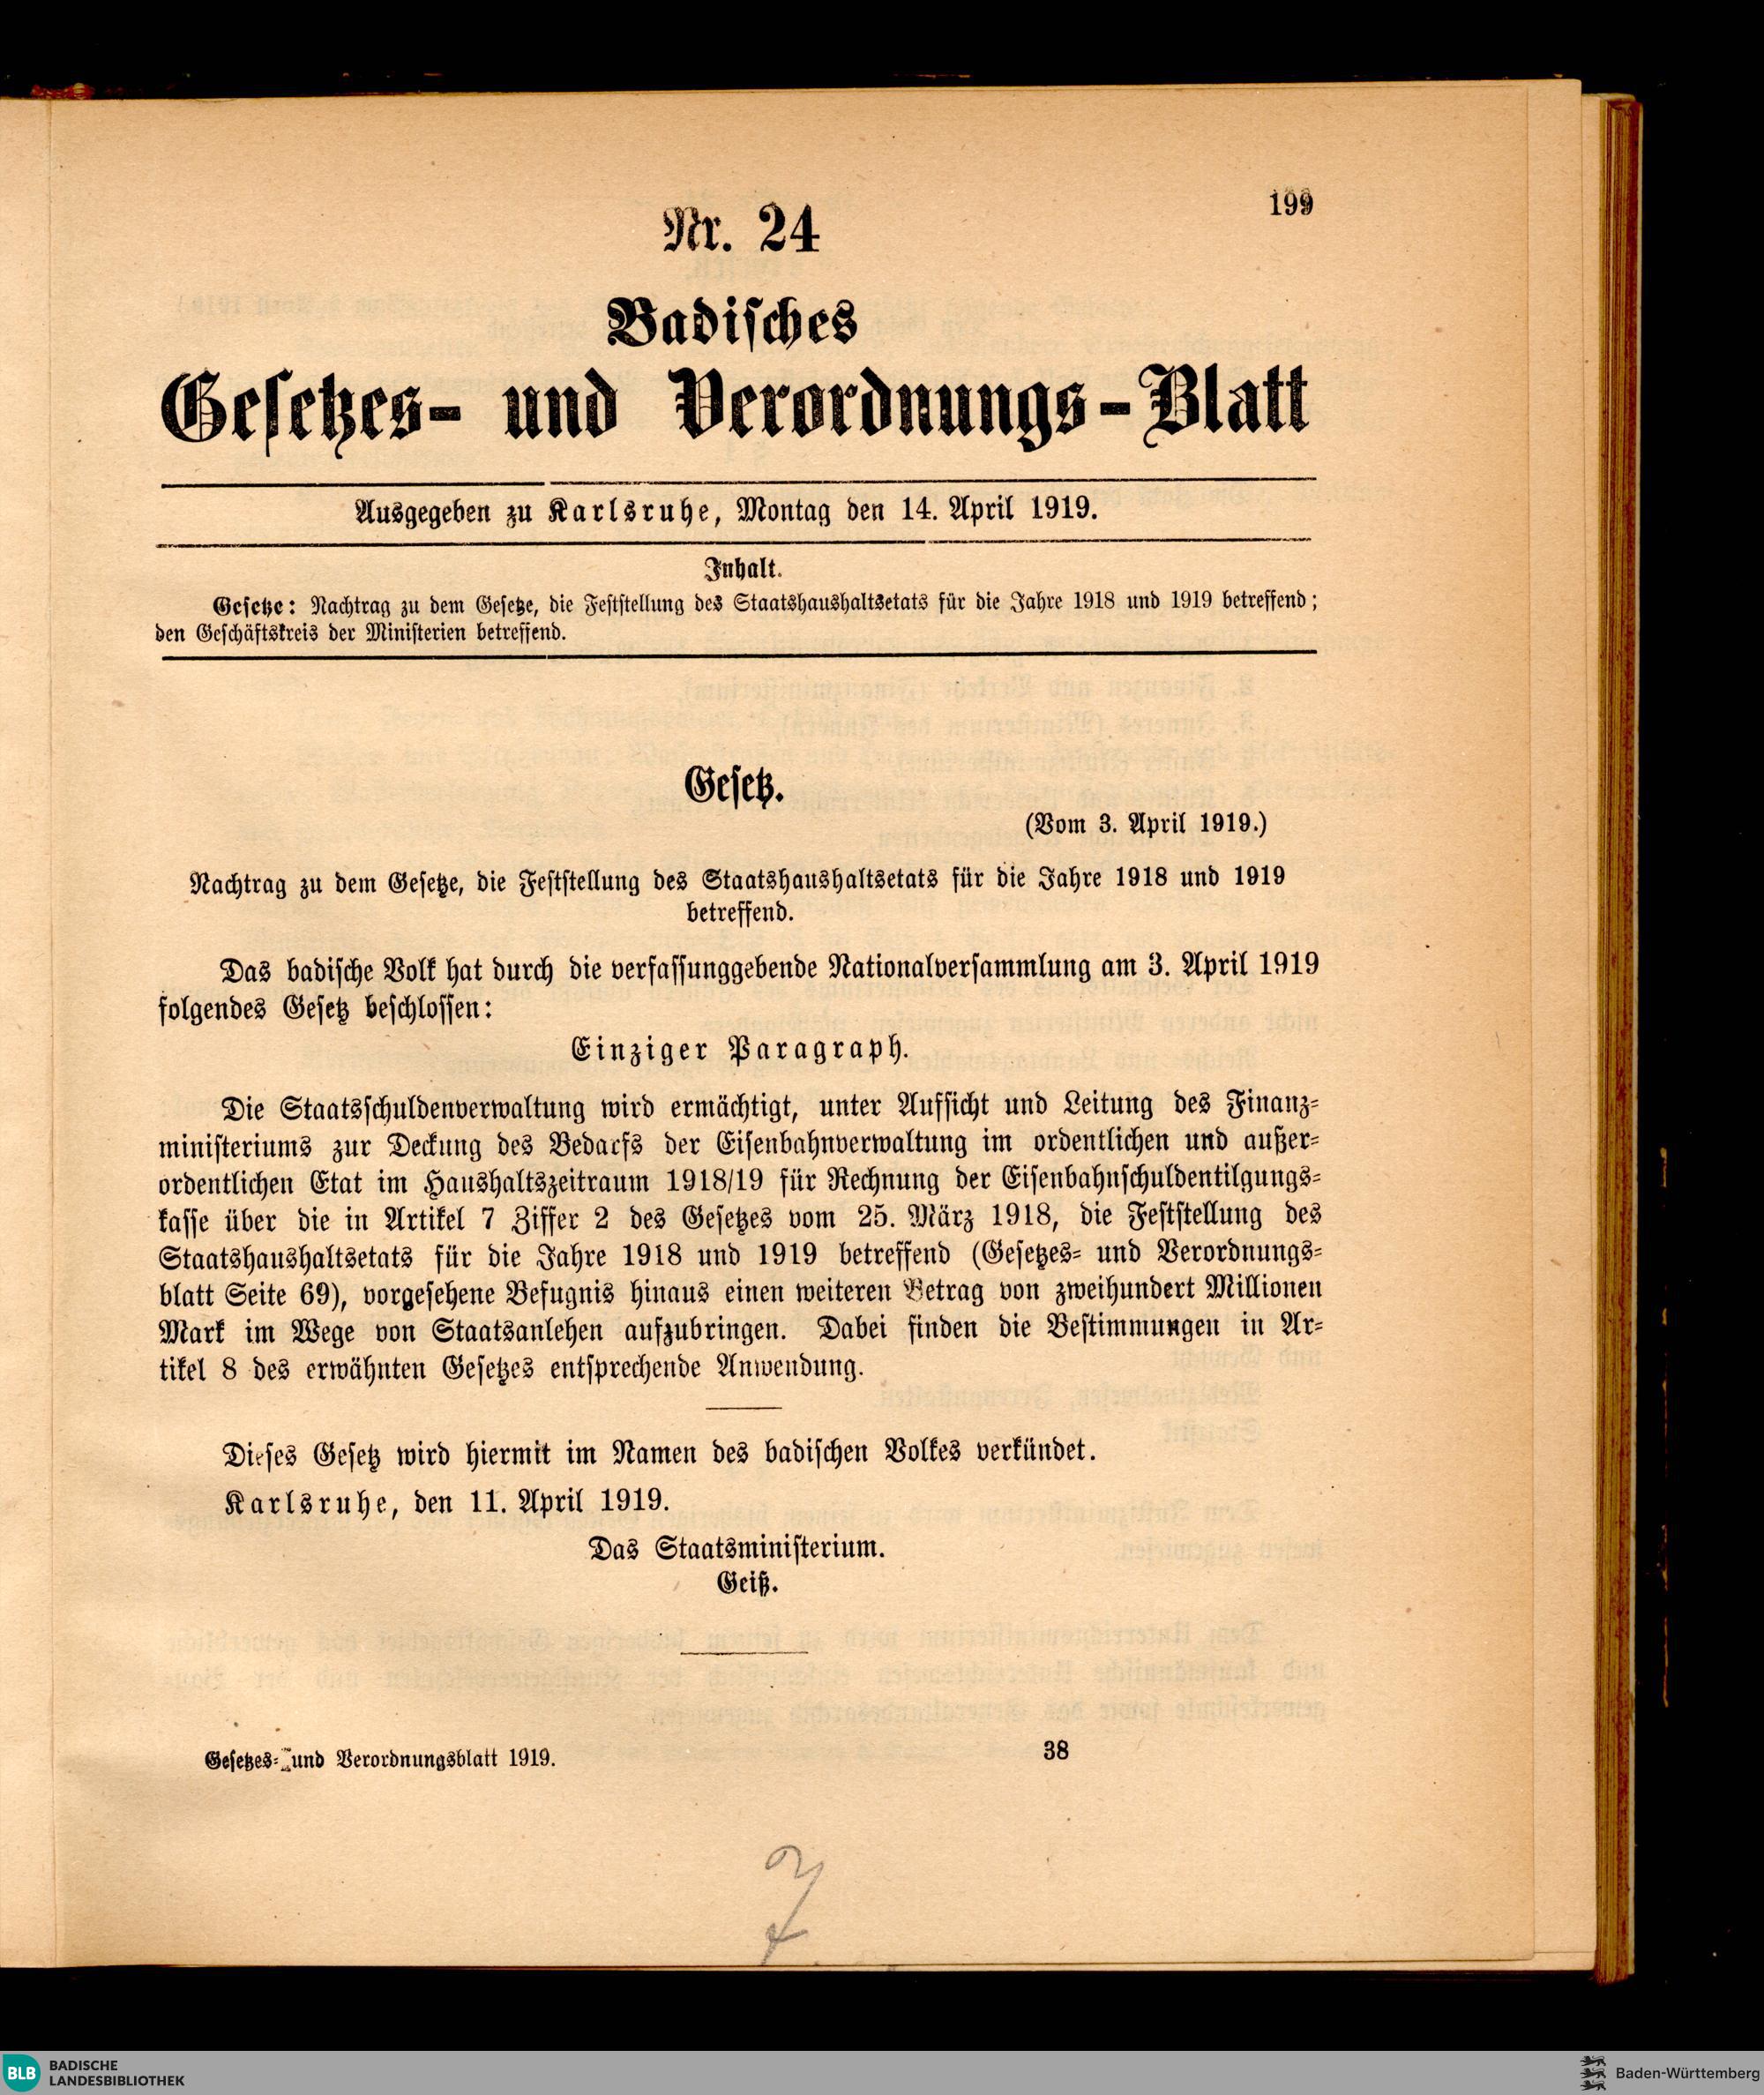 199
Nr. 24
Badisches
Gesetzes- und Verordnungs-Blatt
Ausgegeben zu Karlsruhe, Montag den 14. April 1919.
Inhalt.
Gesetze: Nachtrag zu dem Gesetze, die Feststellung des Staatshaushaltsetats für die Jahre 1918 und 1919 betreffend;
den Geschäftskreis der Ministerien betreffend.
Gesetz.
(Vom 3. April 1919.)
Nachtrag zu dem Gesetze, die Feststellung des Staatshaushaltsetats für die Jahre 1918 und 1919
betreffend.
Das badische Volk hat durch die verfassunggebende Nationalversammlung am 3. April 1919
folgendes Gesetz beschlossen:
Einziger Paragraph.
Die Staatsschuldenverwaltung wird ermächtigt, unter Aufsicht und Leitung des Finanz-
ministeriums zur Deckung des Bedarfs der Eisenbahnverwaltung im ordentlichen und außer-
ordentlichen Etat im Haushaltszeitraum 1918/19 für Rechnung der Eisenbahnschuldentilgungs-
kasse über die in Artikel 7 Ziffer 2 des Gesetzes vom 25. März 1918, die Feststellung des
Staatshaushaltsetats für die Jahre 1918 und 1919 betreffend (Gesetzes- und Verordnungs-
blatt Seite 69), vorgesehene Befugnis hinaus einen weiteren Betrag von zweihundert Millionen
Mark im Wege von Staatsanlehen aufzubringen. Dabei finden die Bestimmungen in Ar-
tikel 8 des erwähnten Gesetzes entsprechende Anwendung.
Dieses Gesetz wird hiermit im Namen des badischen Volkes verkündet.
Karlsruhe, den 11. April 1919.
Das Staatsministerium.
Geiß.
Gesetzes- und Verordnungsblatt 1919.
38
BLB BADISCHE
LANDESBIBLIOTHEK
Baden-Württemberg